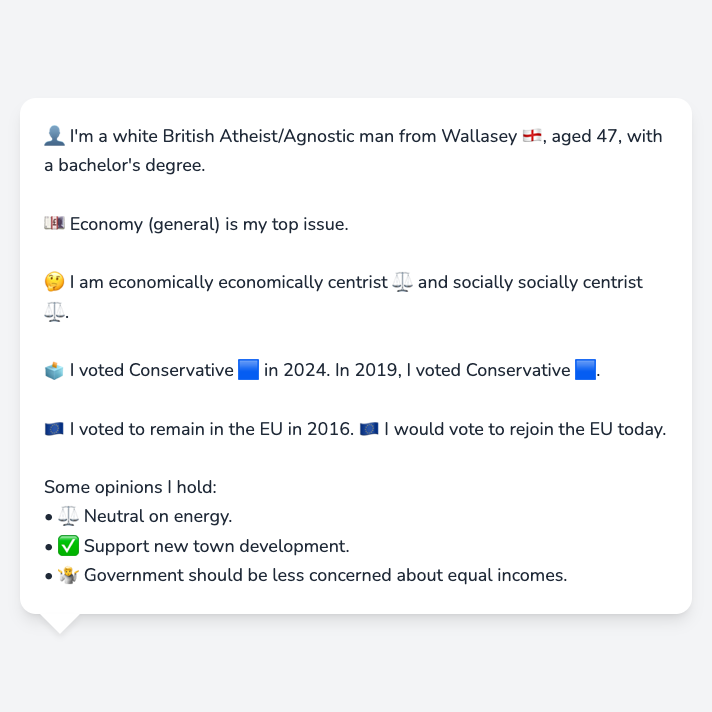 👤 I'm a white British Atheist/Agnostic man from Wallasey 🏴󠁧󠁢󠁥󠁮󠁧󠁿, aged 47, with
a bachelor's degree.
💷 Economy (general) is my top issue.
🤔 I am economically economically centrist ⚖️ and socially socially centrist
⚖️.
🗳️ I voted Conservative 🟦 in 2024. In 2019, I voted Conservative 🟦.
🇪🇺 I voted to remain in the EU in 2016. 🇪🇺 I would vote to rejoin the EU today.
Some opinions I hold:
• ⚖️ Neutral on energy.
• ✅ Support new town development.
• 🤷 Government should be less concerned about equal incomes.